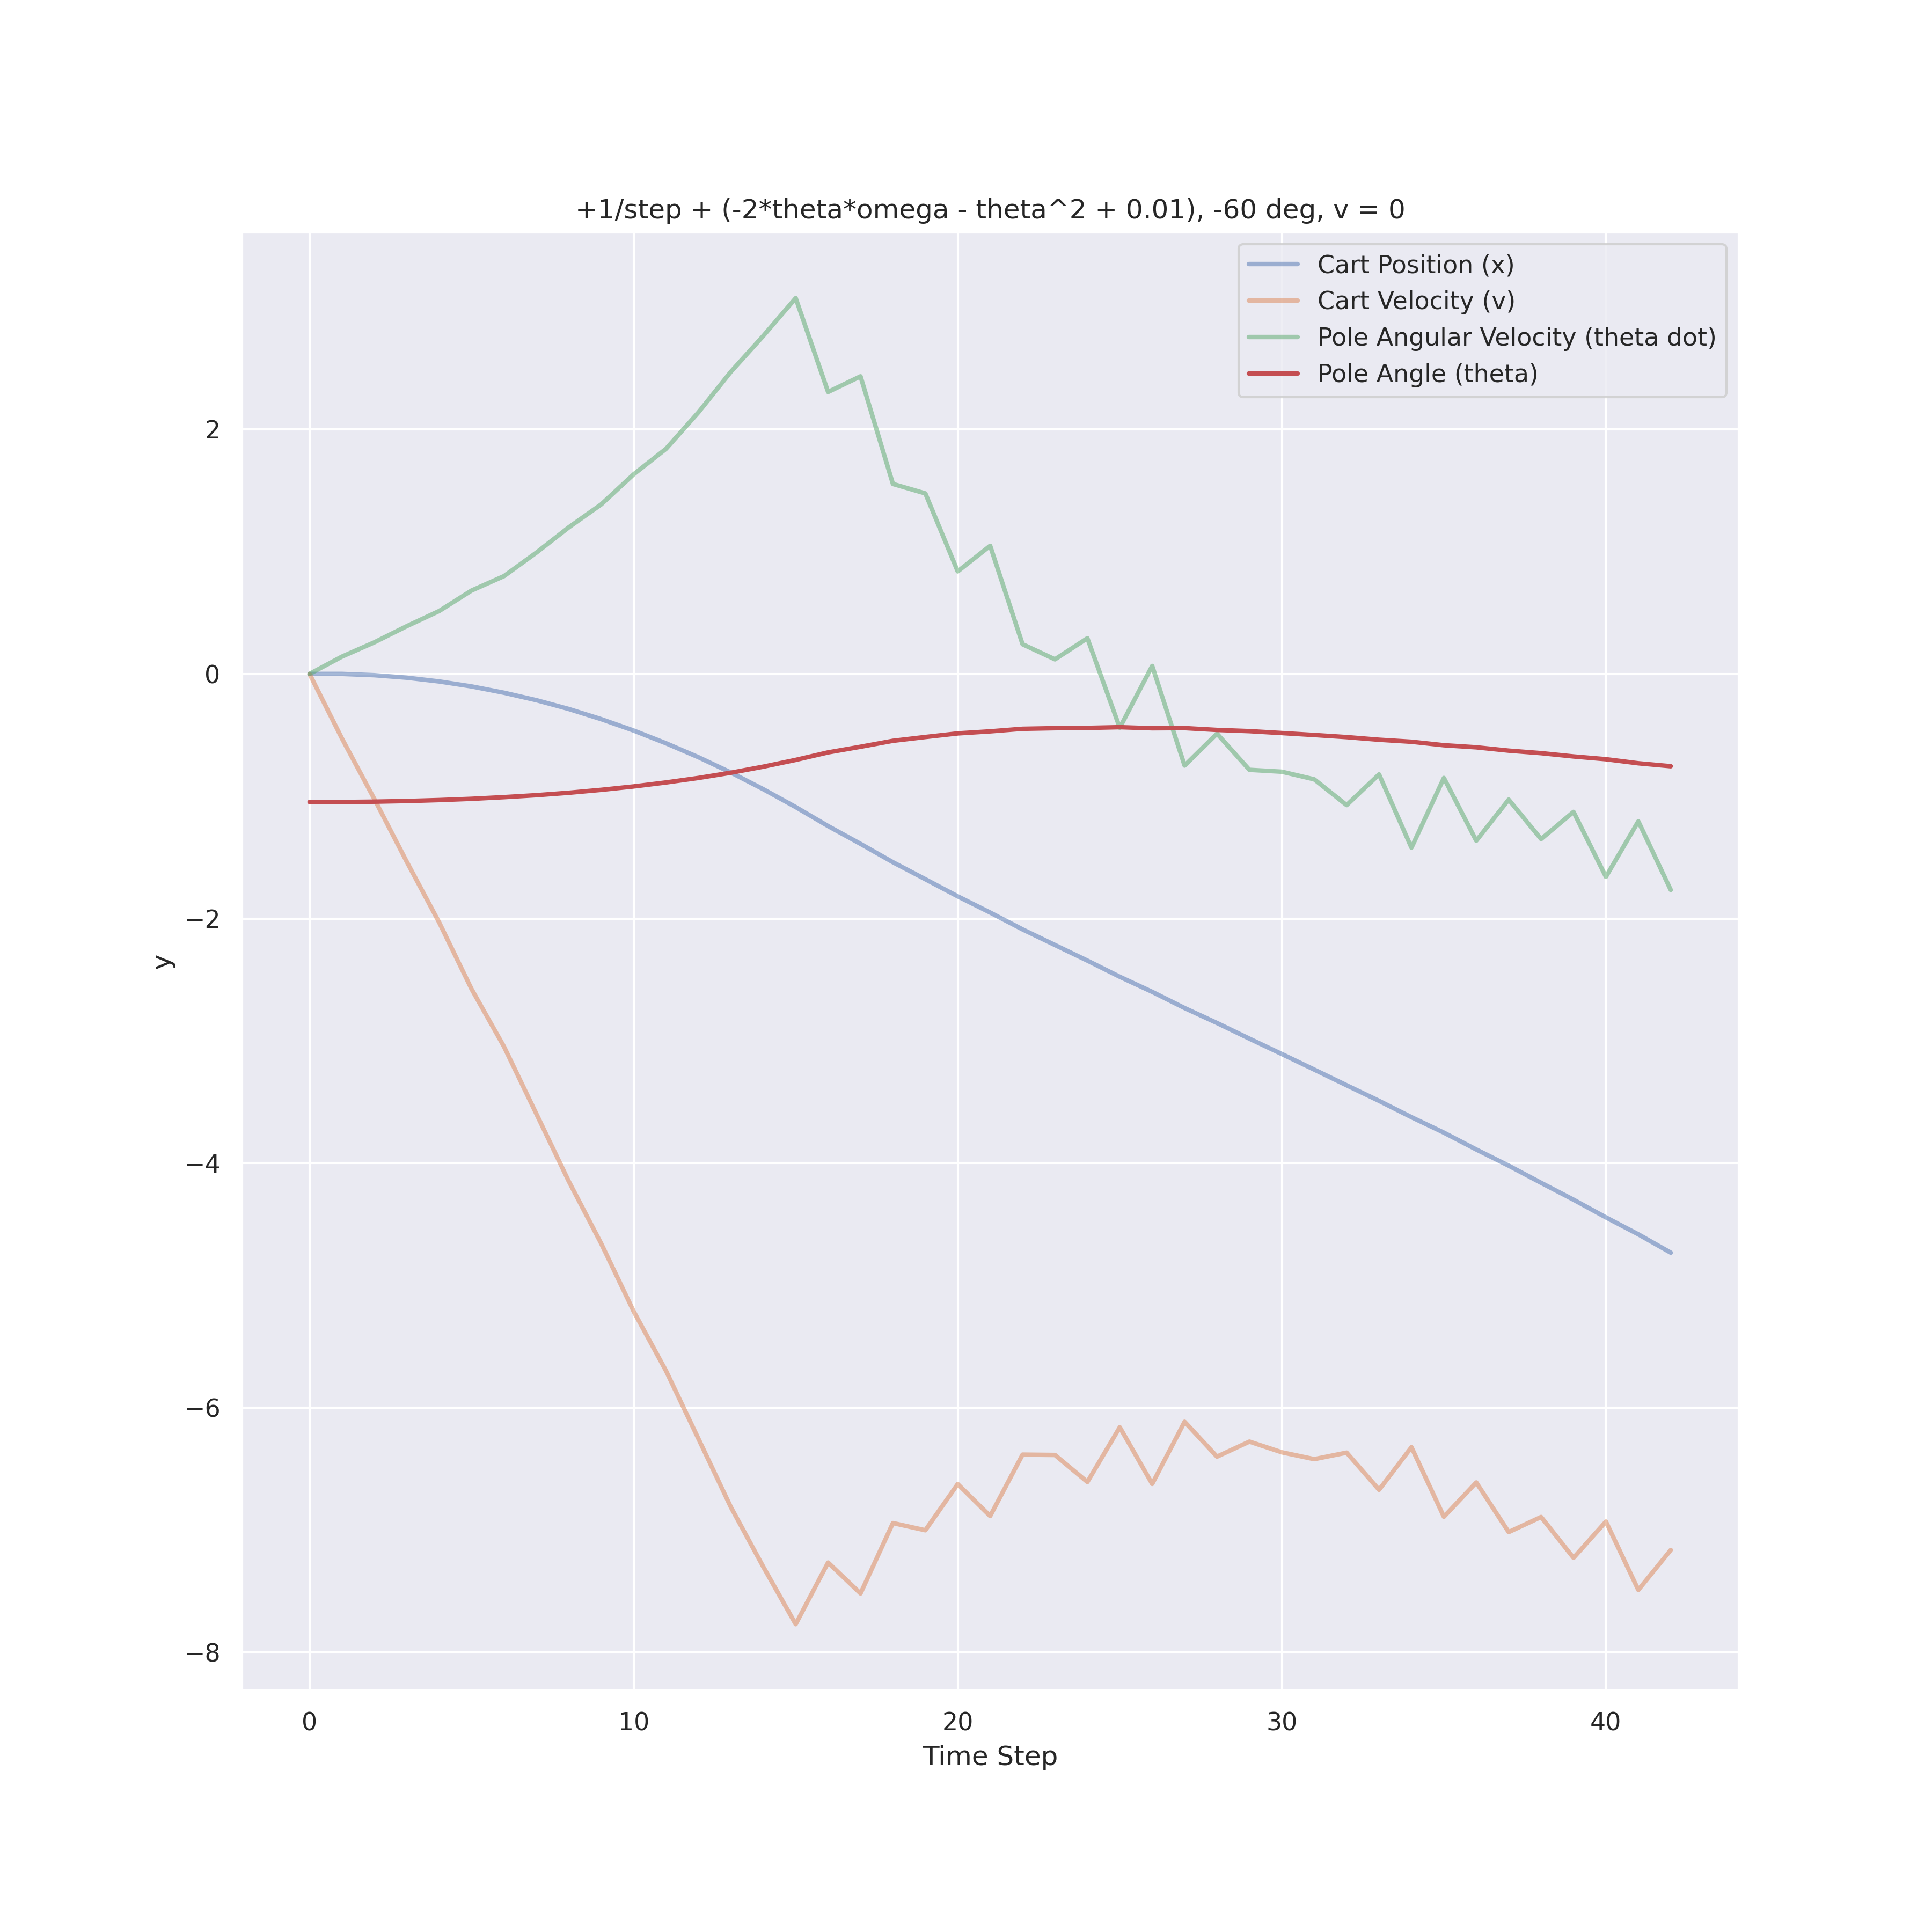 +1/step + (-2*theta*omega - theta^2 + 0.01), -60 deg, v = 0
Cart Position (x)
Cart Velocity (v)
Pole Angular Velocity (theta dot)
Pole Angle (theta)
2
0
−2
−4
−6
−8
y
0 10 20 30 40
Time Step